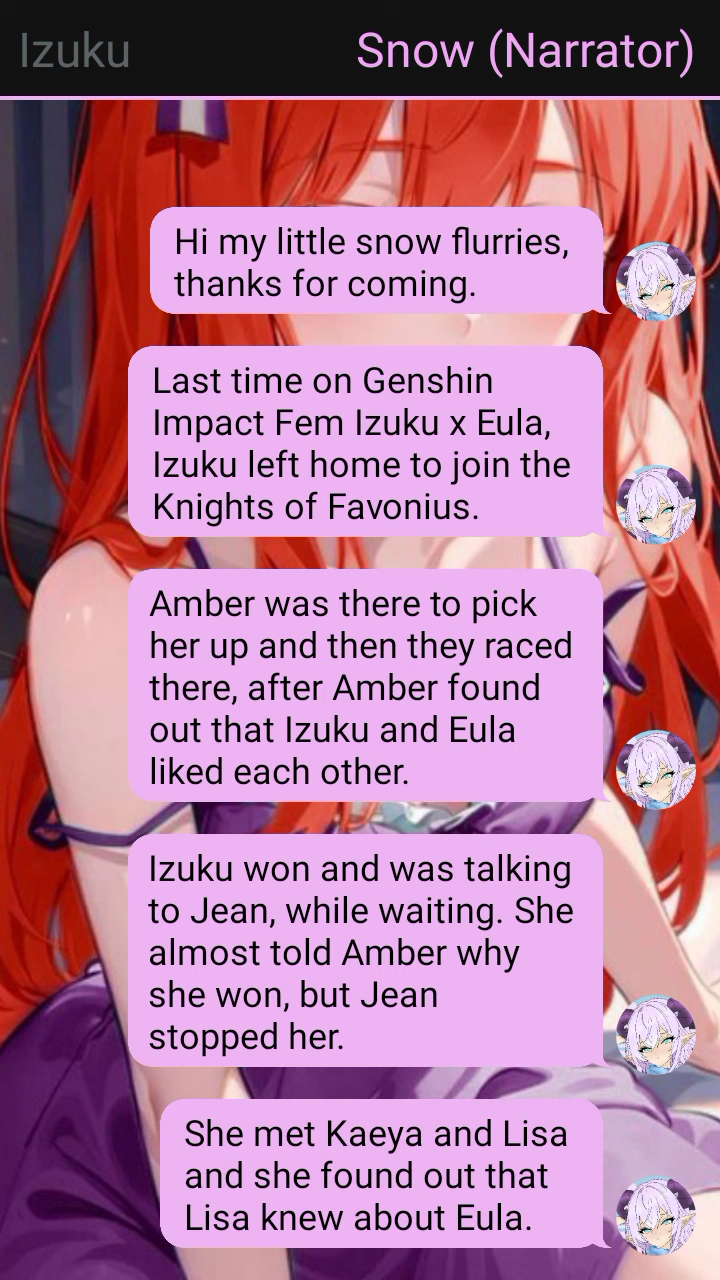 Izuku
Snow (Narrator)
Hi my little snow flurries,
thanks for coming.
Last time on Genshin
Impact Fem Izuku x Eula,
Izuku left home to join the
Knights of Favonius.
Amber was there to pick
her up and then they raced
there, after Amber found
out that Izuku and Eula
liked each other.
Izuku won and was talking
to Jean, while waiting. She
almost told Amber why
she won, but Jean
stopped her.
She met Kaeya and Lisa
and she found out that
Lisa knew about Eula.